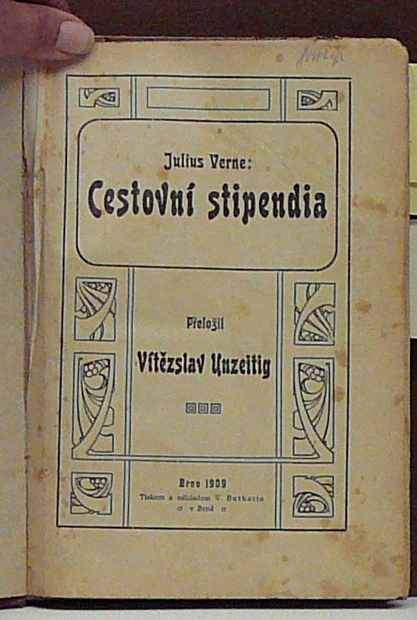 Julius Verne:
Cestovní stipendia
Přeložil
Vítězslav Unzeitig
Brno 1909
Tiskem a nákladem V. Burkarta
v Brně